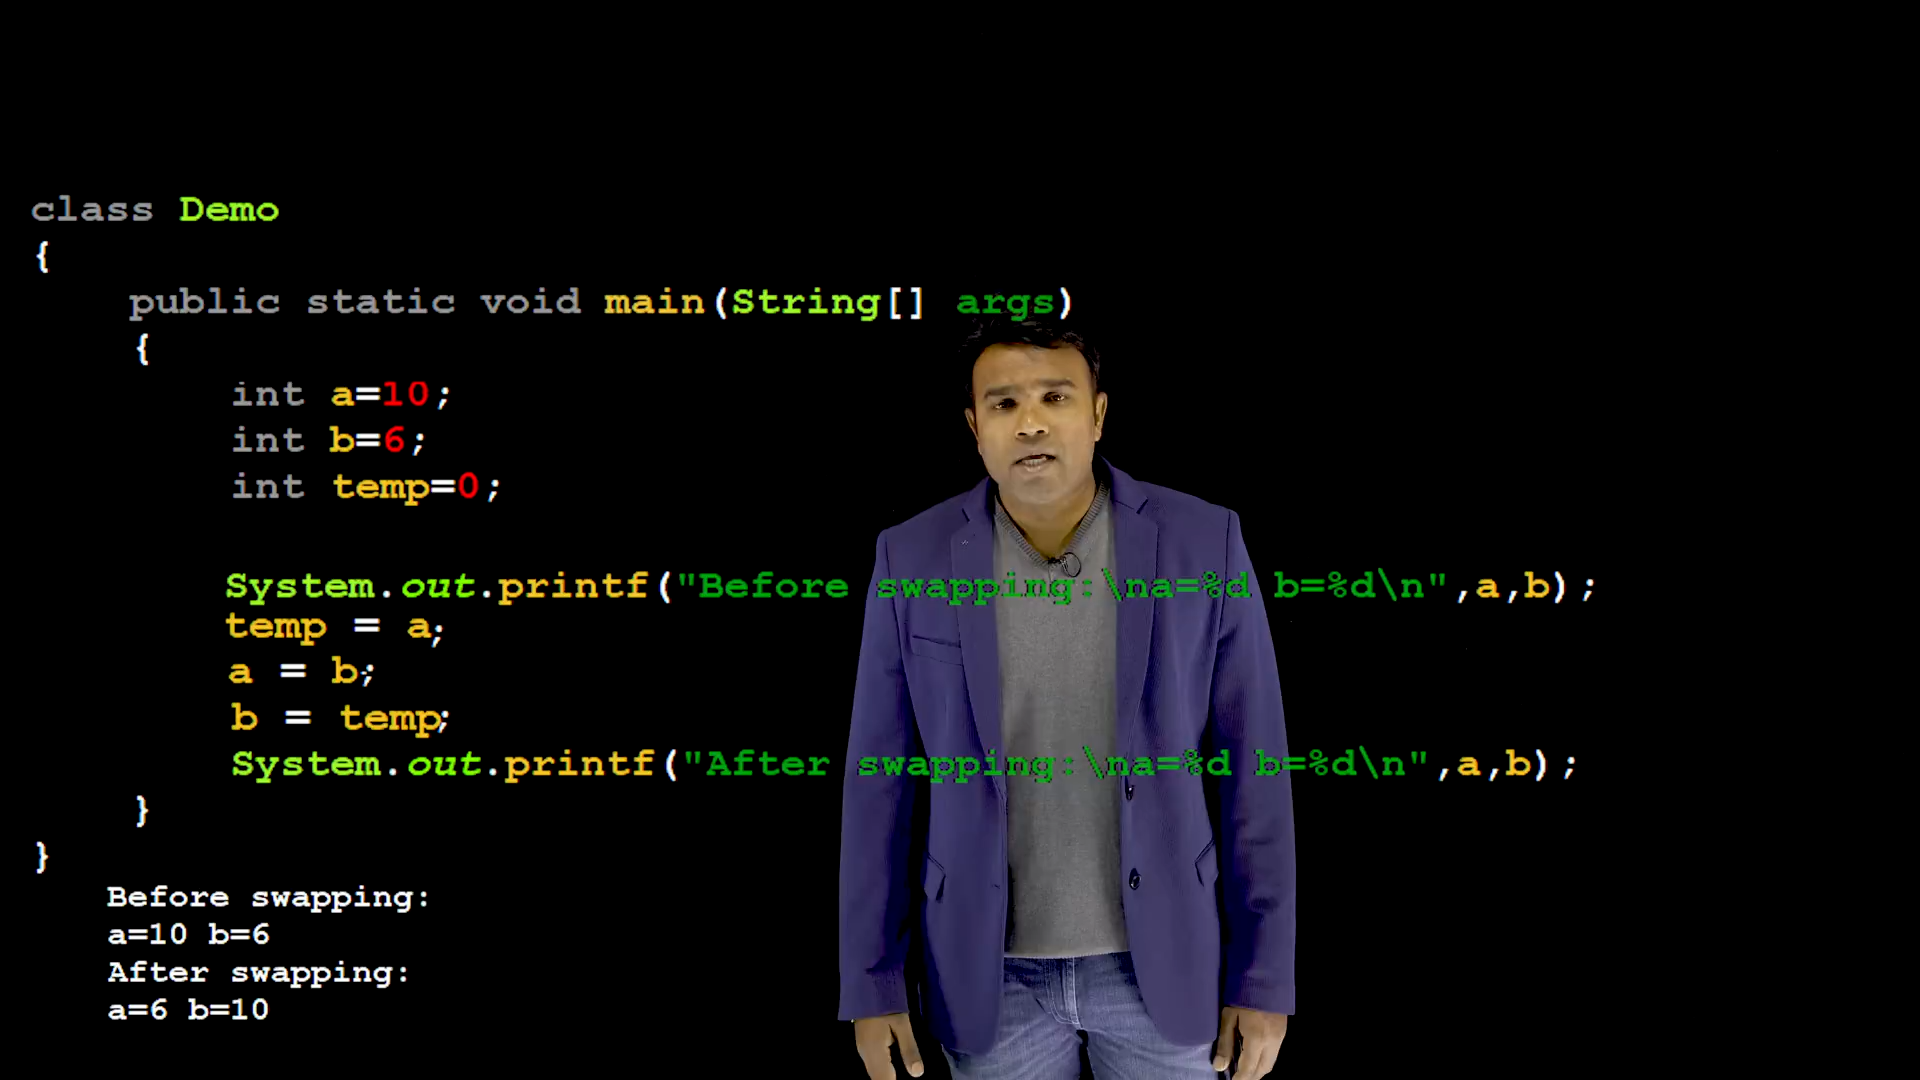 class Demo
{
public static void main(String[] args)
{
int a=10;
int b=6;
int temp=0;
System.out.printf("Before swapping:\na=%d b=%d\n",a,b);
temp = a;
a = b;
b = temp;
System.out.printf("After swapping:\na=%d b=%d\n",a,b);
}
}
Before swapping:
a=10 b=6
After swapping:
a=6 b=10